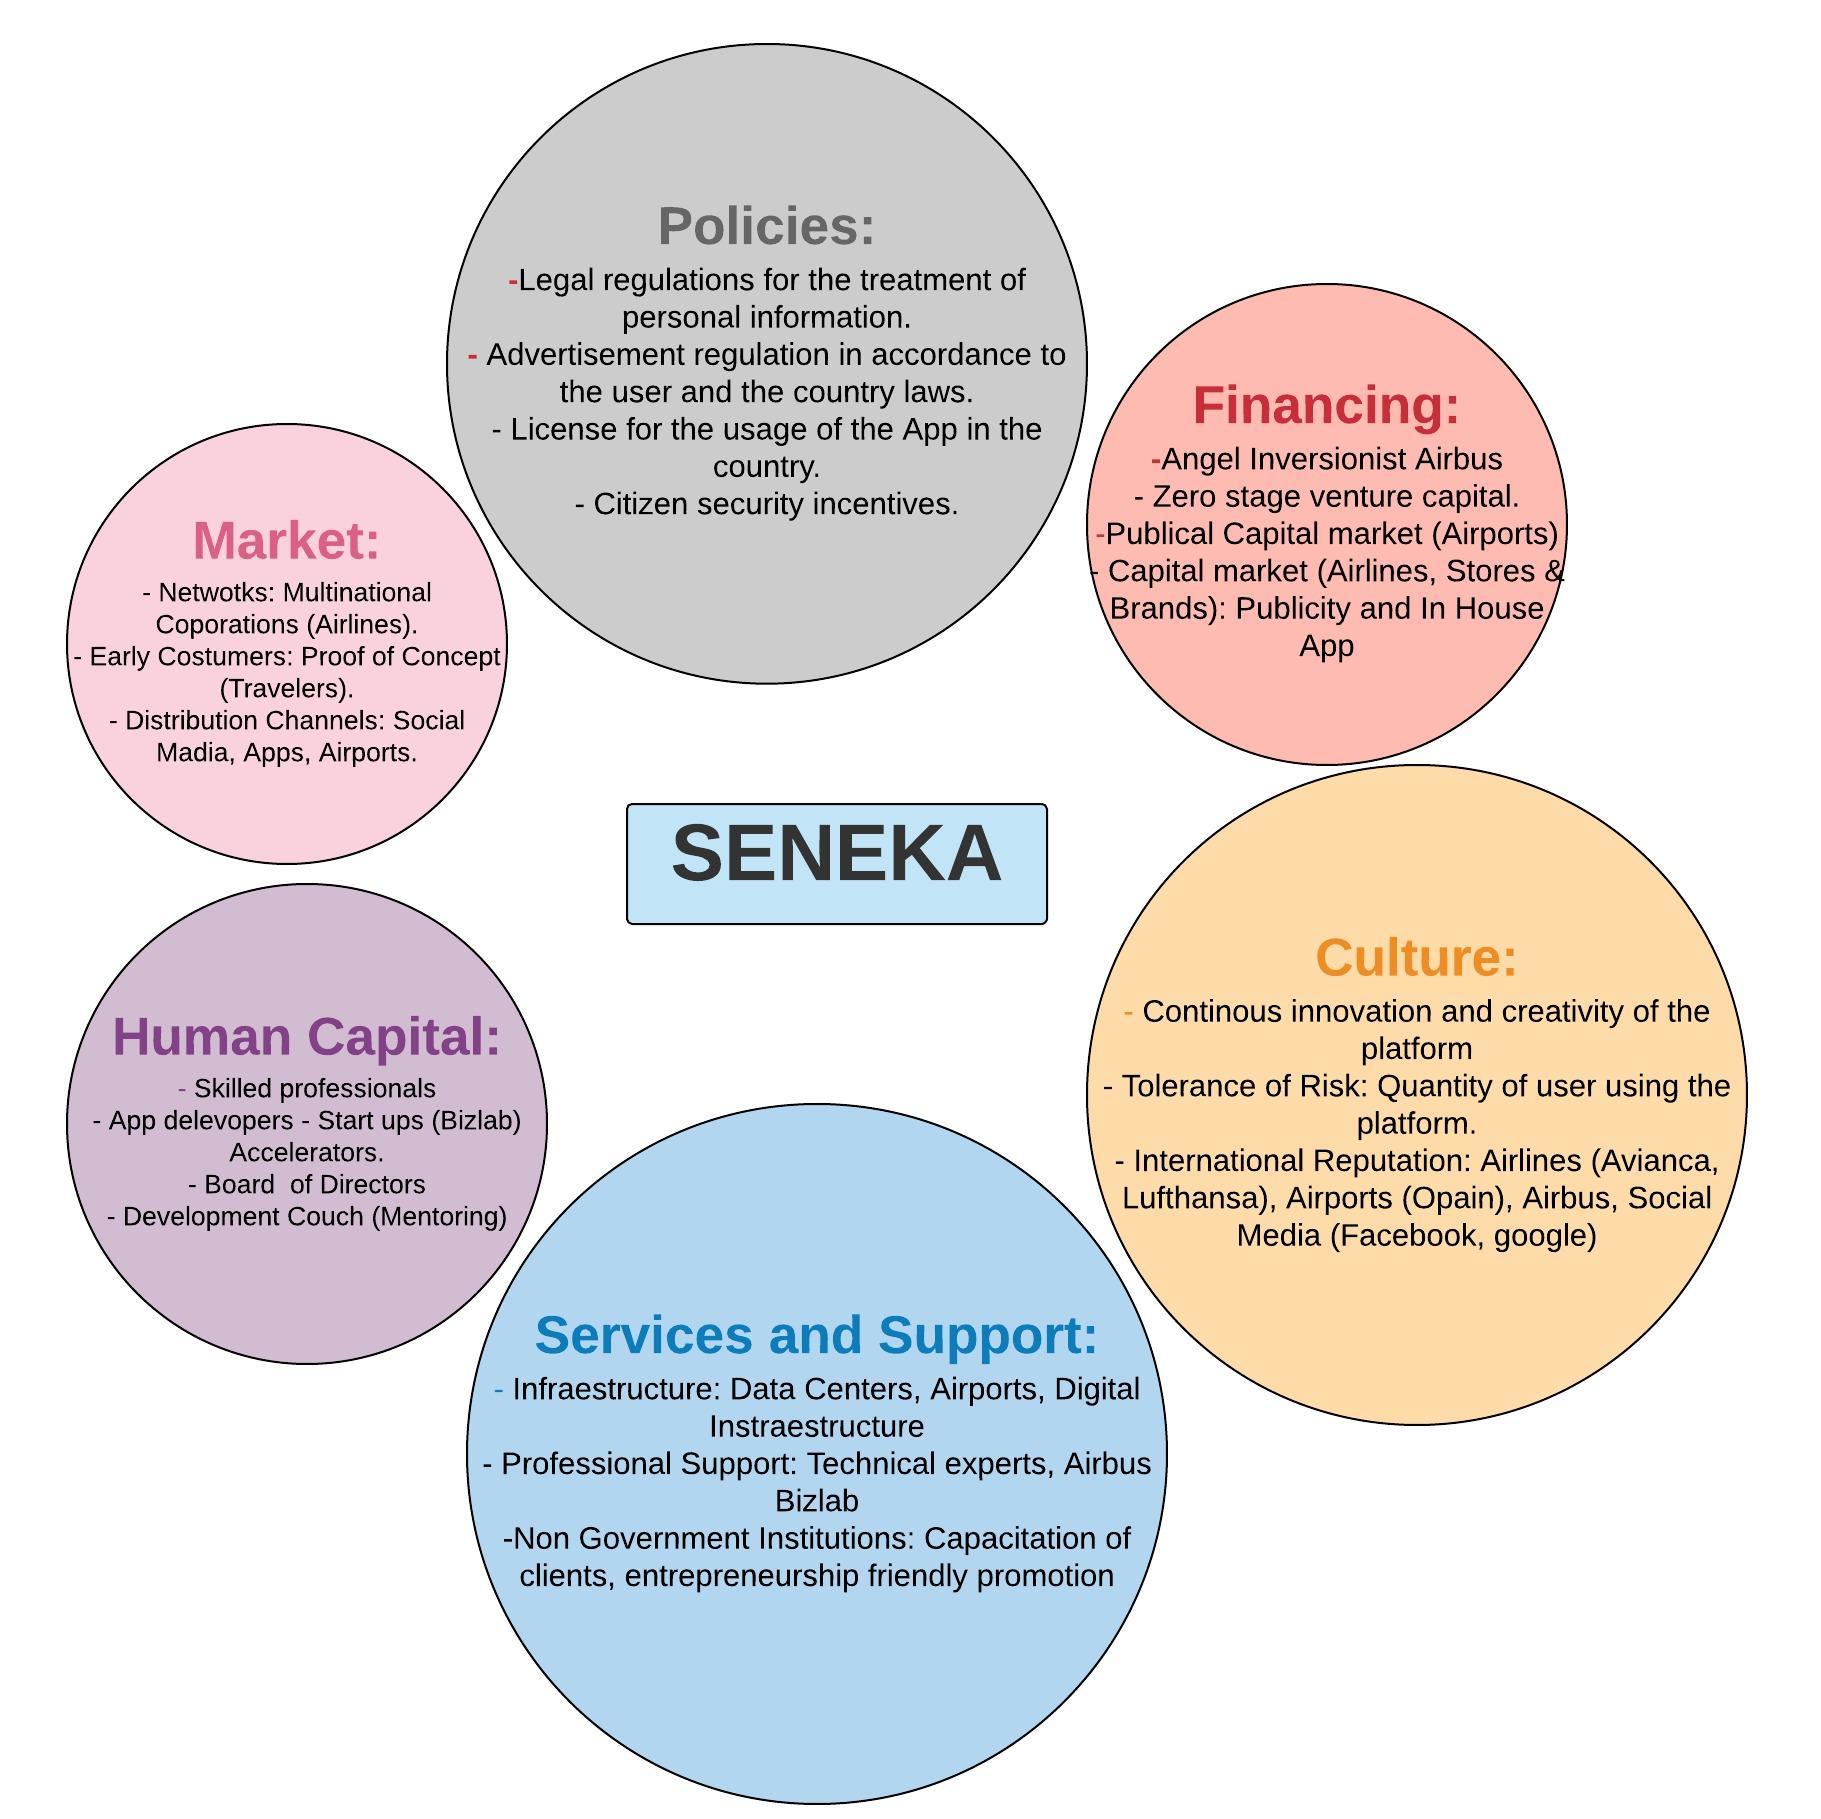 Policies:
-Legal regulations for the treatment of
personal information.
- Advertisement regulation in accordance to
the user and the country laws.
- License for the usage of the App in the
country.
- Citizen security incentives.
Financing:
-Angel Inversionist Airbus
- Zero stage venture capital.
-Publical Capital market (Airports)
- Capital market (Airlines, Stores &
Brands): Publicity and In House
App
Market:
- Netwotks: Multinational
Coporations (Airlines).
- Early Costumers: Proof of Concept
(Travelers).
- Distribution Channels: Social
Madia, Apps, Airports.
SENEKA
Culture:
- Continous innovation and creativity of the
platform
- Tolerance of Risk: Quantity of user using the
platform.
- International Reputation: Airlines (Avianca,
Lufthansa), Airports (Opain), Airbus, Social
Media (Facebook, google)
Human Capital:
- Skilled professionals
- App delevopers - Start ups (Bizlab)
Accelerators.
- Board  of Directors
- Development Couch (Mentoring)
Services and Support:
- Infraestructure: Data Centers, Airports, Digital
Instraestructure
- Professional Support: Technical experts, Airbus
Bizlab
-Non Government Institutions: Capacitation of
clients, entrepreneurship friendly promotion